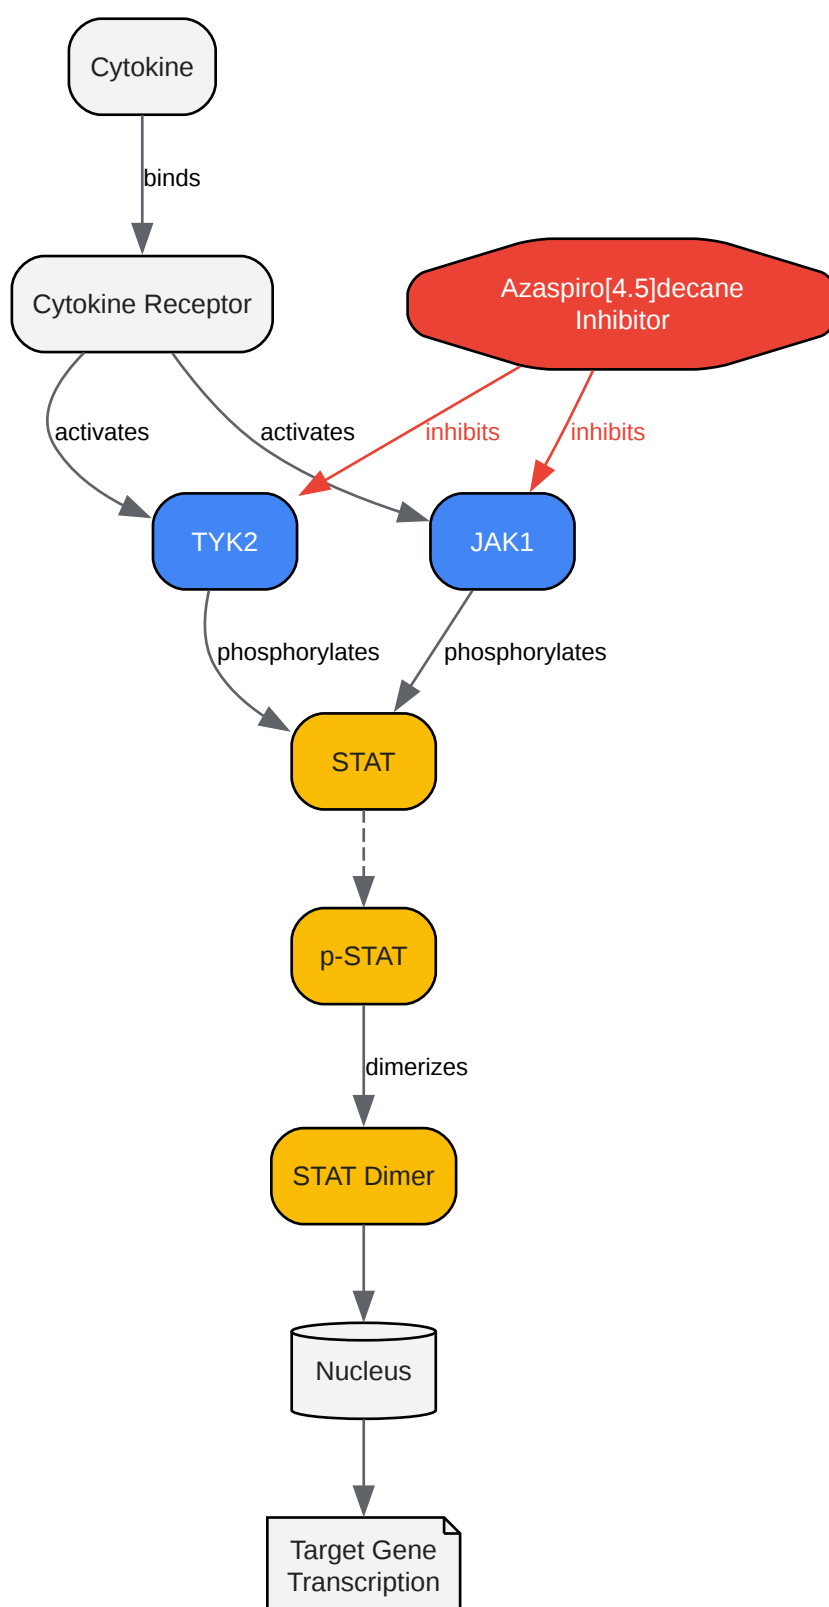 Cytokine
binds
Cytokine Receptor
Azaspiro[4.5]decane
Inhibitor
activates
activates
inhibits
inhibits
TYK2
JAK1
phosphorylates
phosphorylates
STAT
p-STAT
dimerizes
STAT Dimer
Nucleus
Target Gene
Transcription